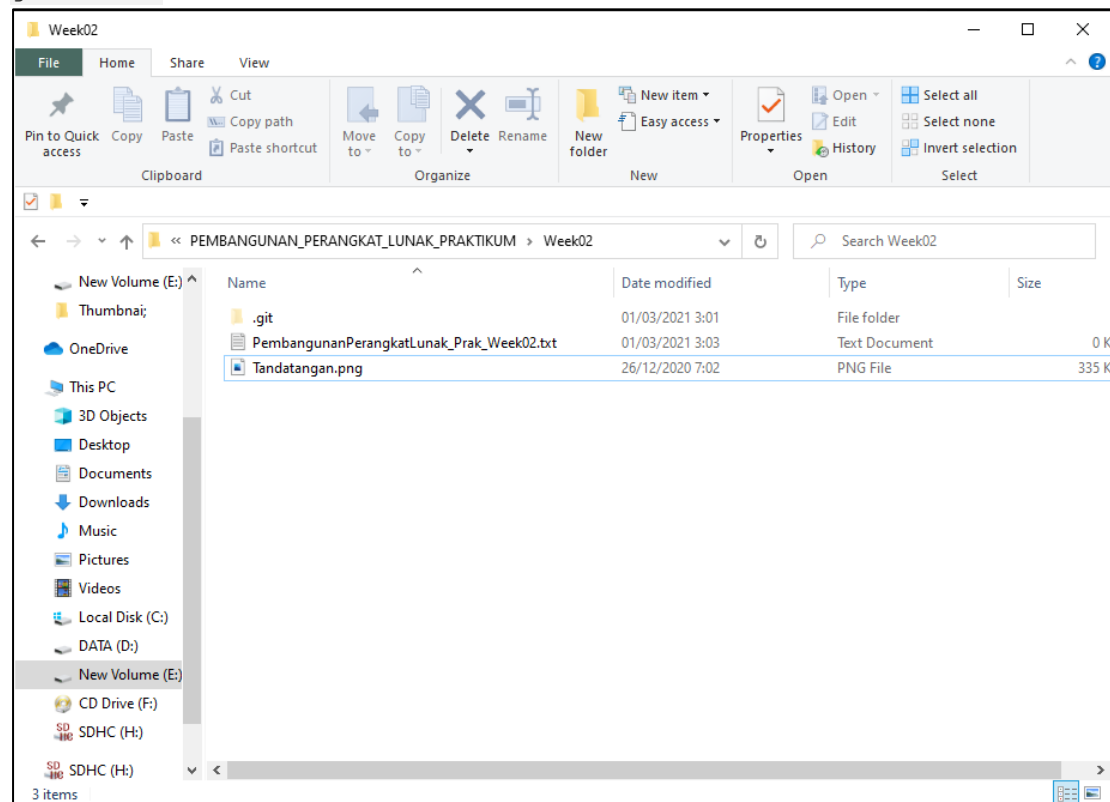 Week02
File Home Share View
Pin to Quick access
Copy
Paste
Cut
Copy path
Paste shortcut
Clipboard
Move to
Copy to
Delete
Rename
Organize
New folder
New item
Easy access
New
Properties
Open
Edit
History
Open
Select all
Select none
Invert selection
Select
« PEMBANGUNAN_PERANGKAT_LUNAK_PRAKTIKUM > Week02
Search Week02
Name Date modified Type Size
.git 01/03/2021 3:01 File folder
PembangunanPerangkatLunak_Prak_Week02.txt 01/03/2021 3:03 Text Document 0 K
Tandatangan.png 26/12/2020 7:02 PNG File 335 K
New Volume (E:)
Thumbnai;
OneDrive
This PC
3D Objects
Desktop
Documents
Downloads
Music
Pictures
Videos
Local Disk (C:)
DATA (D:)
New Volume (E:)
CD Drive (F:)
SDHC (H:)
SDHC (H:)
3 items